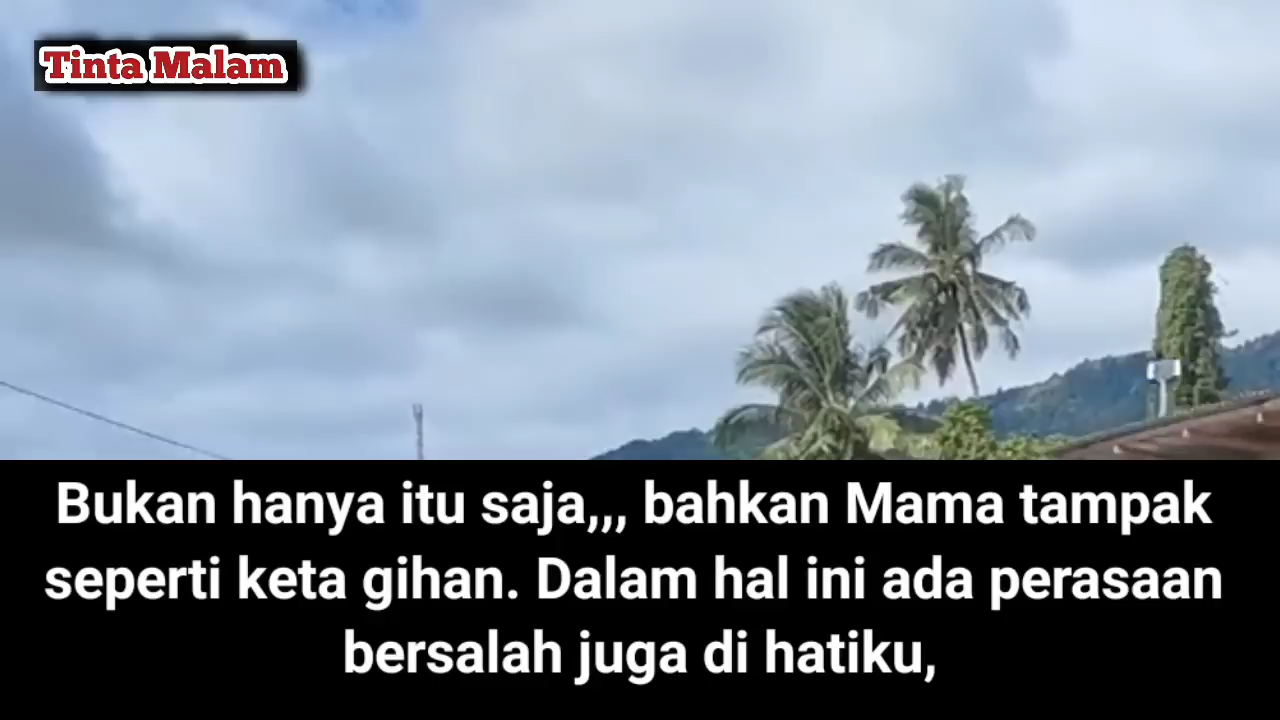 Tinta Malam
Bukan hanya itu saja,,, bahkan Mama tampak
seperti keta gihan. Dalam hal ini ada perasaan
bersalah juga di hatiku,